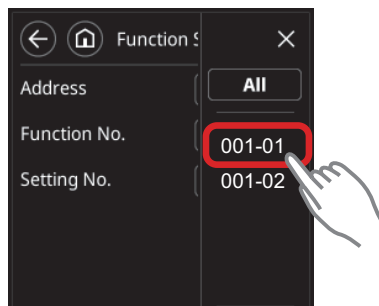 Function S
Address
Function No.
Setting No.
All
001-01
001-02